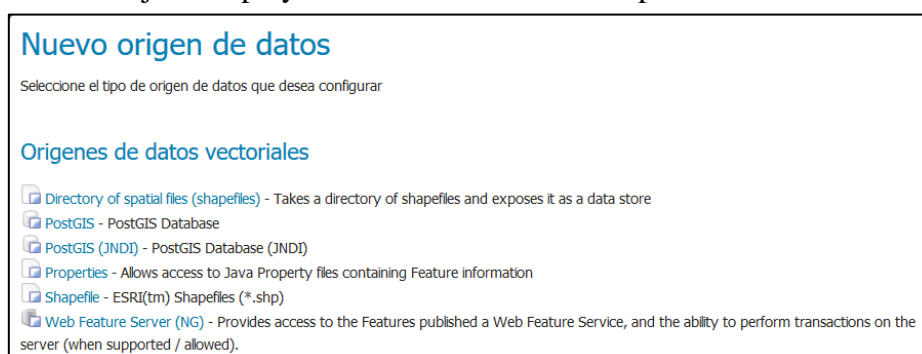 Nuevo origen de datos
Seleccione el tipo de origen de datos que desea configurar
Origenes de datos vectoriales
Directory of spatial files (shapefiles) - Takes a directory of shapefiles and exposes it as a data store
PostGIS - PostGIS Database
PostGIS (JNDI) - PostGIS Database (JNDI)
Properties - Allows access to Java Property files containing Feature information
Shapefile - ESRI(tm) Shapefiles (*.shp)
Web Feature Server (NG) - Provides access to the Features published a Web Feature Service, and the ability to perform transactions on the
server (when supported / allowed).